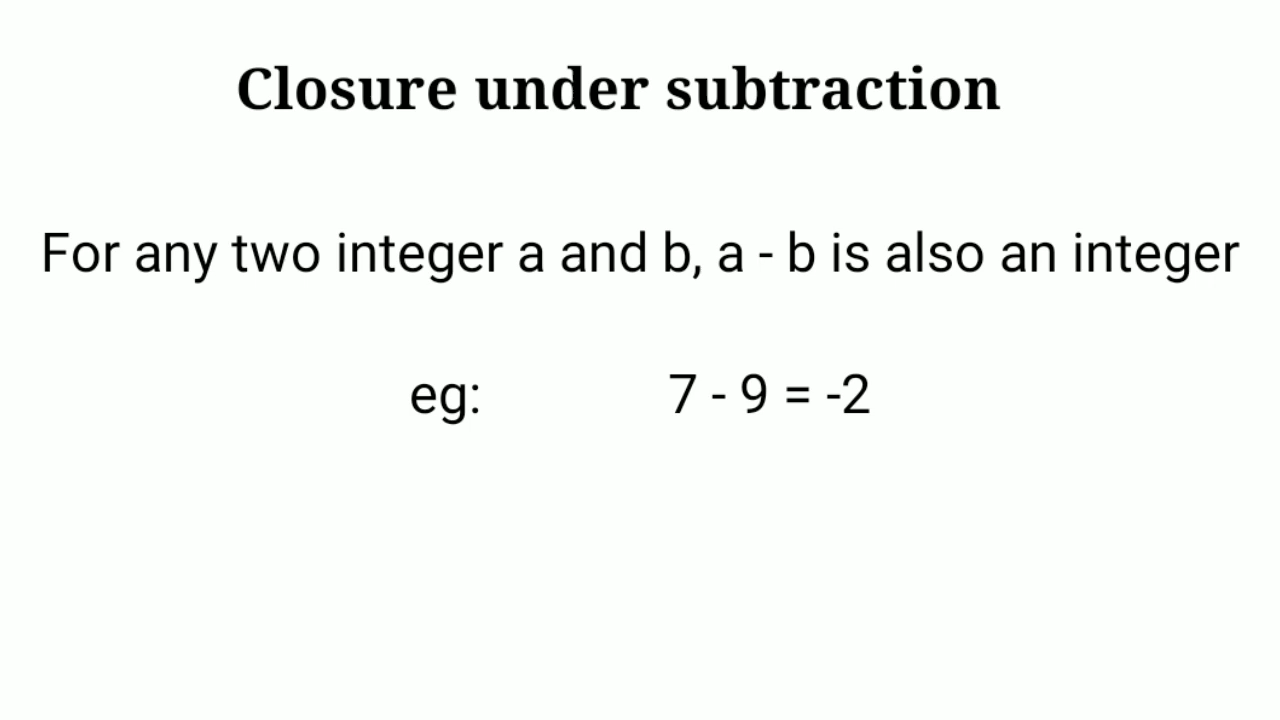 Closure under subtraction
For any two integer a and b, a - b is also an integer
eg: 7 - 9 = -2